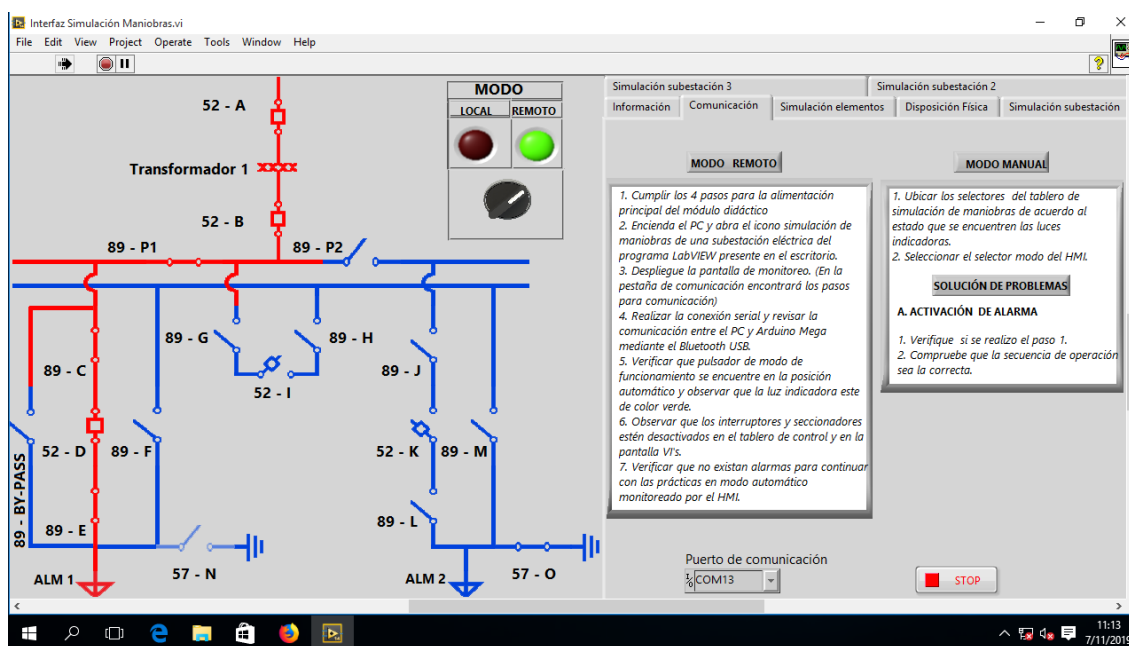 Interfaz Simulación Maniobras.vi
File Edit View Project Operate Tools Window Help
MODO
LOCAL REMOTO
52 - A
Transformador 1
52 - B
89 - P1
89 - P2
89 - G
89 - H
89 - C
89 - J
52 - I
52 - D
89 - F
52 - K
89 - M
89 - BY-PASS
89 - E
89 - L
ALM 1
57 - N
ALM 2
57 - O
Simulación subestación 3
Simulación subestación 2
Información
Comunicación
Simulación elementos
Disposición Física
Simulación subestación
MODO REMOTO
1. Cumplir los 4 pasos para la alimentación
principal del módulo didáctico
2. Encienda el PC y abra el icono simulación de
maniobras de una subestación eléctrica del
programa LabVIEW presente en el escritorio.
3. Despliegue la pantalla de monitoreo. (En la
pestaña de comunicación encontrará los pasos
para comunicación)
4. Realizar la conexión serial y revisar la
comunicación entre el PC y Arduino Mega
mediante el Bluetooth USB.
5. Verificar que pulsador de modo de
funcionamiento se encuentre en la posición
automático y observar que la luz indicadora este
de color verde.
6. Observar que los interruptores y seccionadores
estén desactivados en el tablero de control y en la
pantalla VI's.
7. Verificar que no existan alarmas para continuar
con las prácticas en modo automático
monitoreado por el HMI.
MODO MANUAL
1. Ubicar los selectores del tablero de
simulación de maniobras de acuerdo al
estado que se encuentren las luces
indicadoras.
2. Seleccionar el selector modo del HMI.
SOLUCIÓN DE PROBLEMAS
A. ACTIVACIÓN DE ALARMA
1. Verifique si se realizo el paso 1.
2. Compruebe que la secuencia de operación
sea la correcta.
Puerto de comunicación
COM13
STOP
11:13
7/11/2019